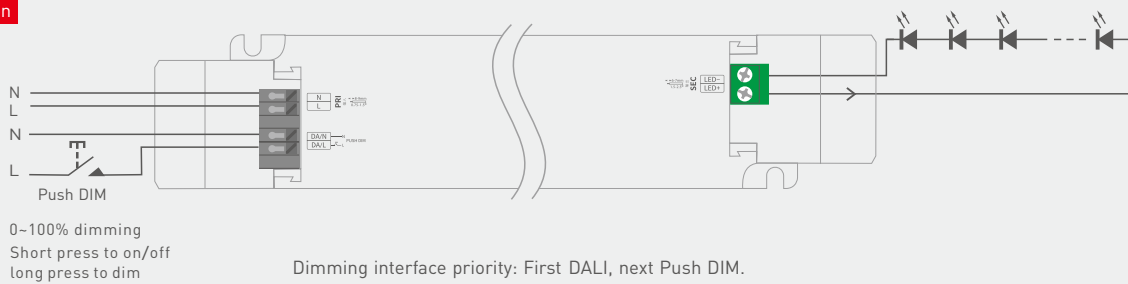 n
N
L
N
L
Push DIM
0~100% dimming
Short press to on/off
long press to dim
N
L
PRI
DA/N
DA/L
N
L
PUSH DIM
SEC
LED-
LED+
Dimming interface priority: First DALI, next Push DIM.